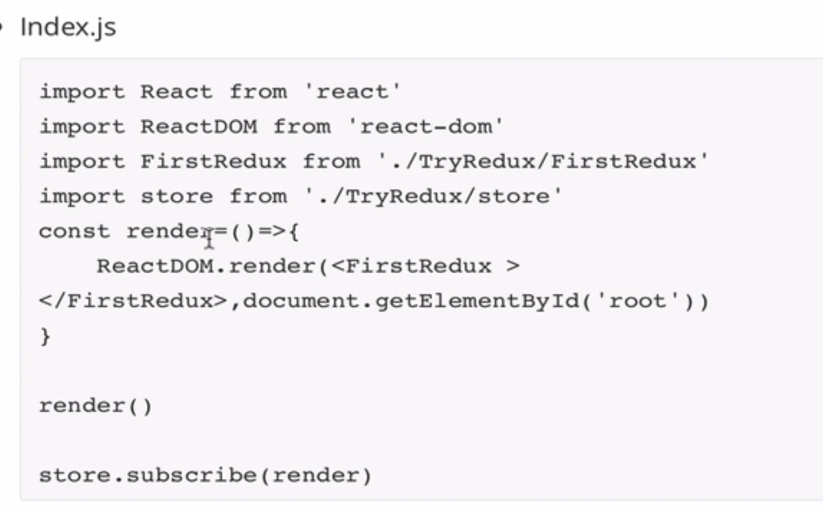 Index.js
import React from 'react'
import ReactDOM from 'react-dom'
import FirstRedux from './TryRedux/FirstRedux'
import store from './TryRedux/store'
const render=()=>{
    ReactDOM.render(<FirstRedux >
</FirstRedux>,document.getElementById('root'))
}
render()
store.subscribe(render)